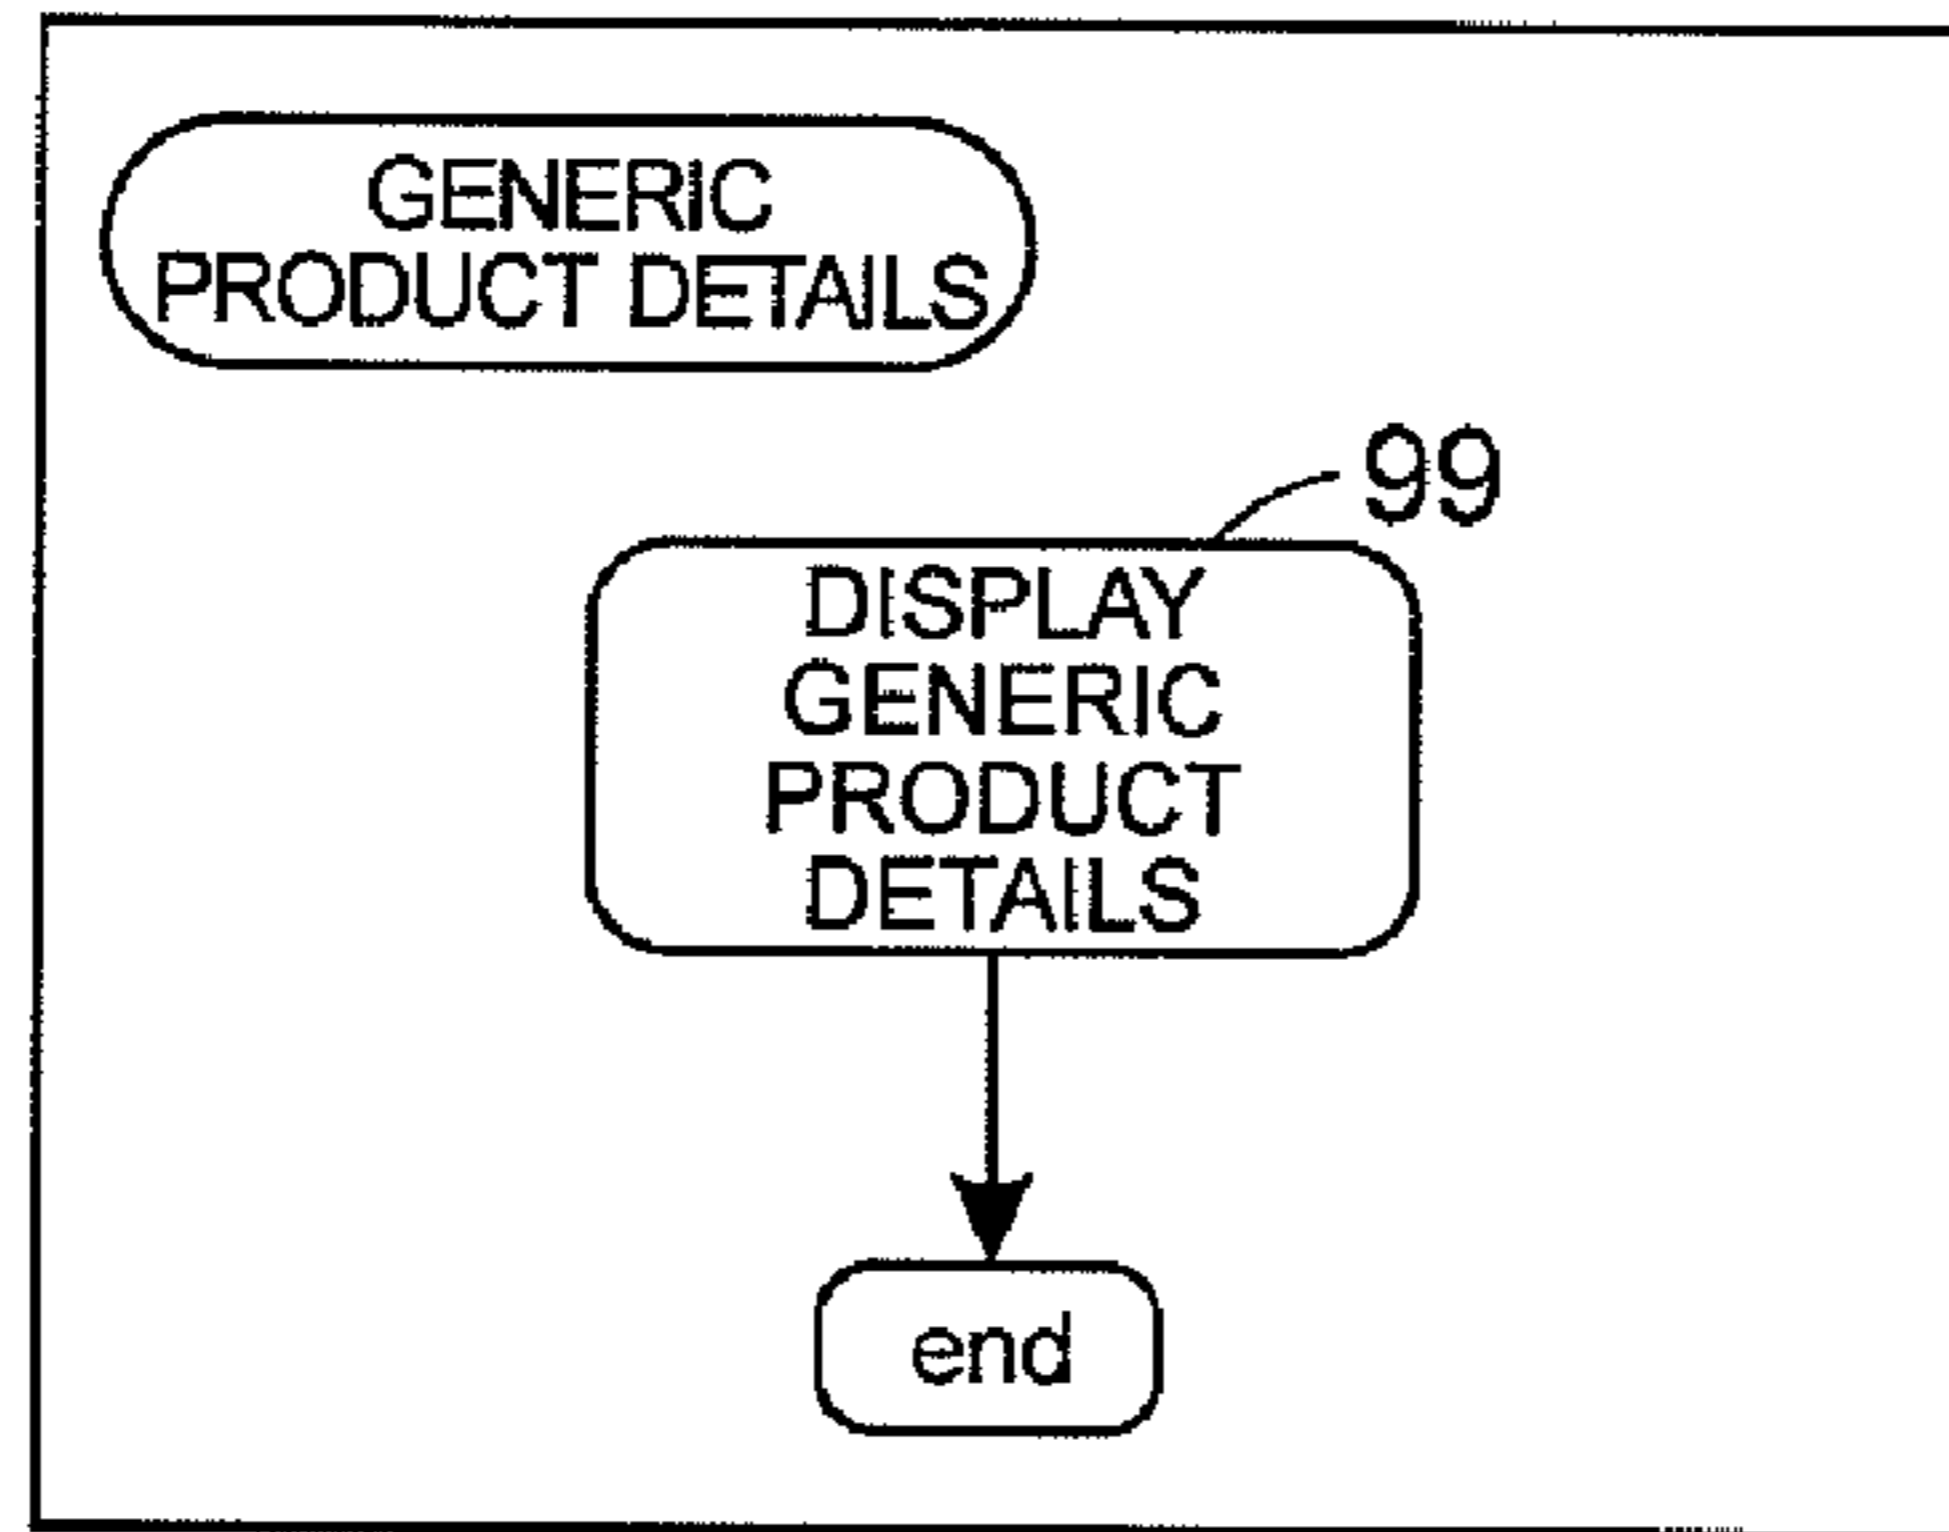 GENERIC
PRODUCT DETAILS
99
DISPLAY
GENERIC
PRODUCT
DETAILS
end